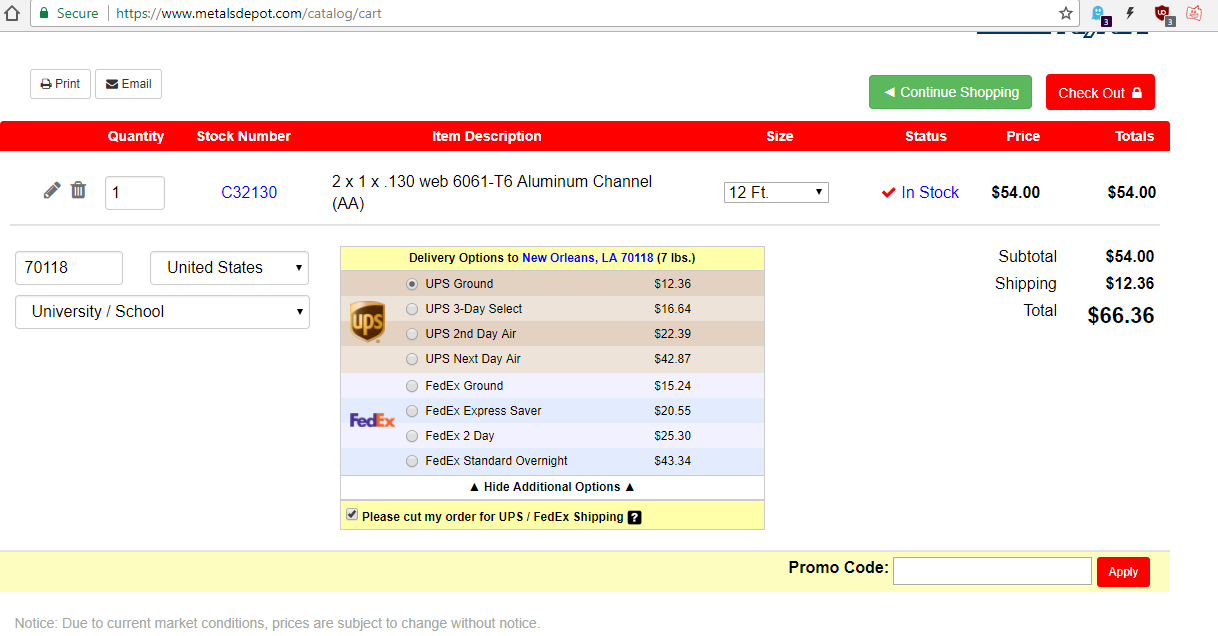 Secure https://www.metalsdepot.com/catalog/cart
3 3
Print Email
Continue Shopping Check Out
Quantity Stock Number Item Description Size Status Price Totals
1 C32130 2 x 1 x .130 web 6061-T6 Aluminum Channel
(AA)
12 Ft. In Stock $54.00 $54.00
70118 United States
University / School
Delivery Options to New Orleans, LA 70118 (7 lbs.)
ups
UPS Ground $12.36
UPS 3-Day Select $16.64
UPS 2nd Day Air $22.39
UPS Next Day Air $42.87
FedEx
FedEx Ground $15.24
FedEx Express Saver $20.55
FedEx 2 Day $25.30
FedEx Standard Overnight $43.34
▲ Hide Additional Options ▲
Please cut my order for UPS / FedEx Shipping ?
Subtotal $54.00
Shipping $12.36
Total $66.36
Promo Code: Apply
Notice: Due to current market conditions, prices are subject to change without notice.